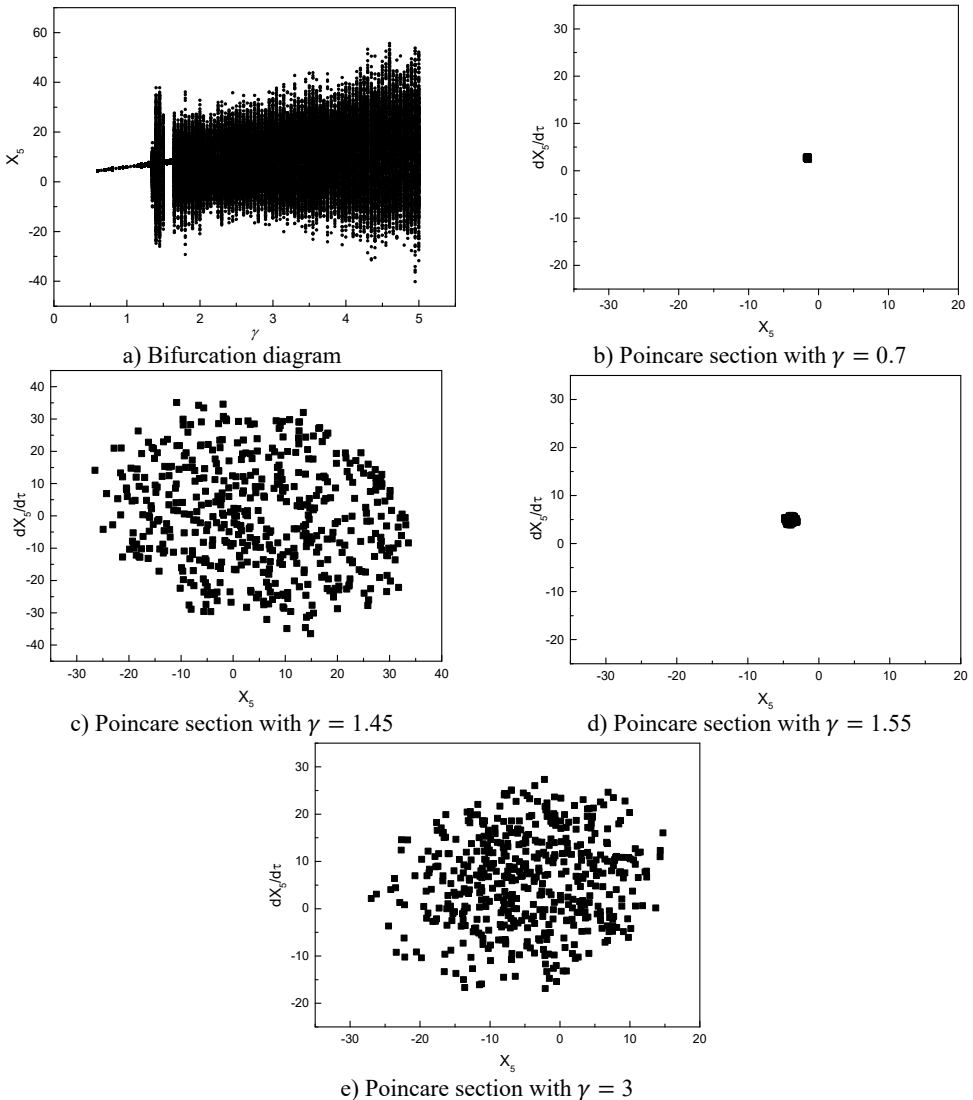 60
40
20
0
-20
-40
X5
0 1 2 3 4 5
γ
a) Bifurcation diagram
30
20
10
0
-10
-20
dX5/dτ
-30 -20 -10 0 10 20
X5
b) Poincare section with γ = 0.7
40
30
20
10
0
-10
-20
-30
-40
dX5/dτ
-30 -20 -10 0 10 20 30 40
X5
c) Poincare section with γ = 1.45
30
20
10
0
-10
-20
dX5/dτ
-30 -20 -10 0 10 20
X5
d) Poincare section with γ = 1.55
30
20
10
0
-10
-20
dX5/dτ
-30 -20 -10 0 10 20
X5
e) Poincare section with γ = 3